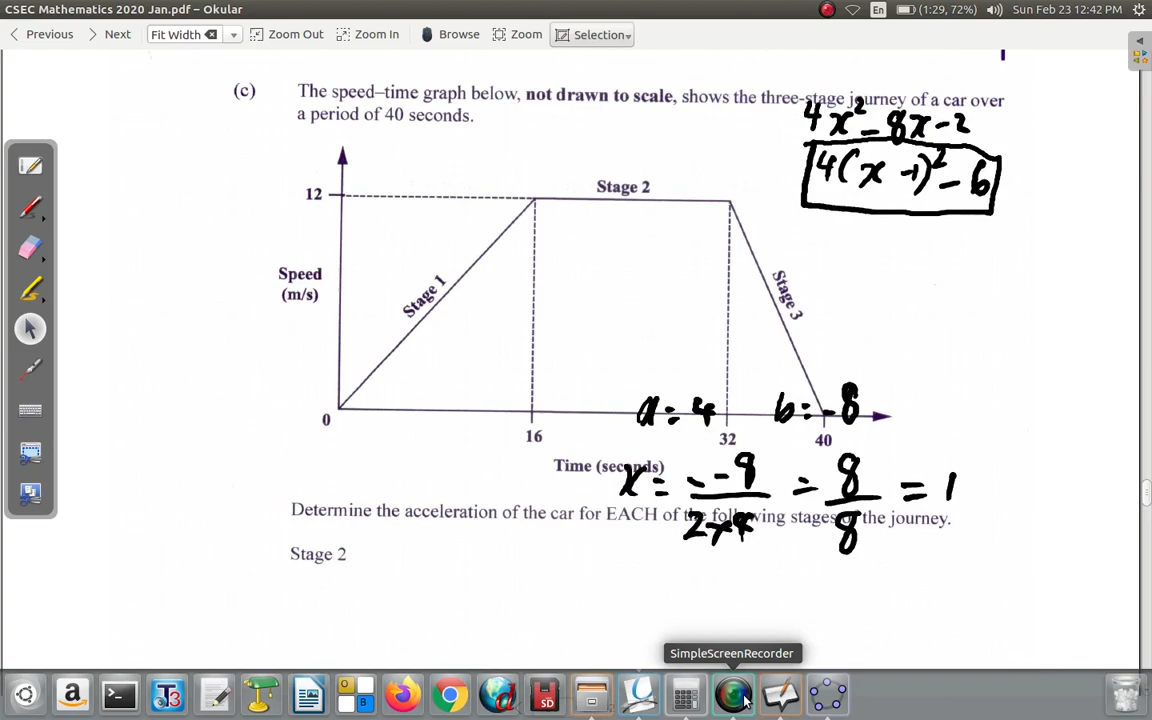 CSEC Mathematics 2020 Jan.pdf – Okular
En (1:29, 72%) Sun Feb 23 12:42 PM
Previous Next Fit Width Zoom Out Zoom In Browse Zoom Selection
(c) The speed–time graph below, not drawn to scale, shows the three-stage journey of a car over
a period of 40 seconds.
4x² – 8x – 2
4(x – 1)² – 6
12
Stage 2
Speed
(m/s)
Stage 1
Stage 3
0
a = 4 b = -8
16 32 40
Time (seconds)
x = - -8 / 2×4 = 8 / 8 = 1
Determine the acceleration of the car for EACH of the following stages of the journey.
Stage 2
SimpleScreenRecorder
SD